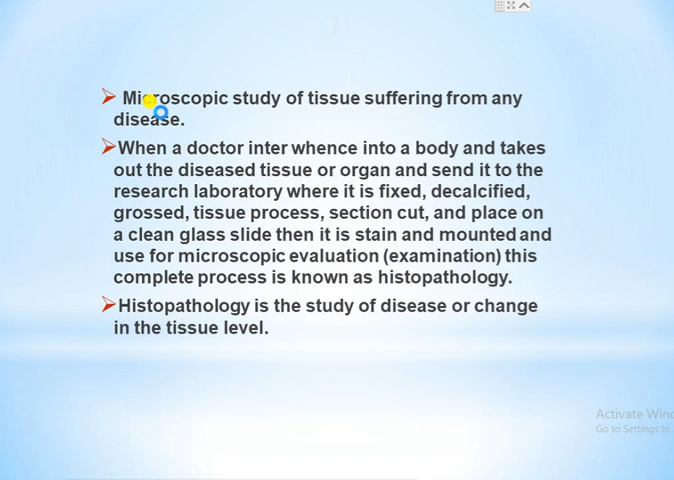 Microscopic study of tissue suffering from any
disease.
When a doctor inter whence into a body and takes
out the diseased tissue or organ and send it to the
research laboratory where it is fixed, decalcified,
grossed, tissue process, section cut, and place on
a clean glass slide then it is stain and mounted and
use for microscopic evaluation (examination) this
complete process is known as histopathology.
Histopathology is the study of disease or change
in the tissue level.
Activate Wind
Go to Settings to